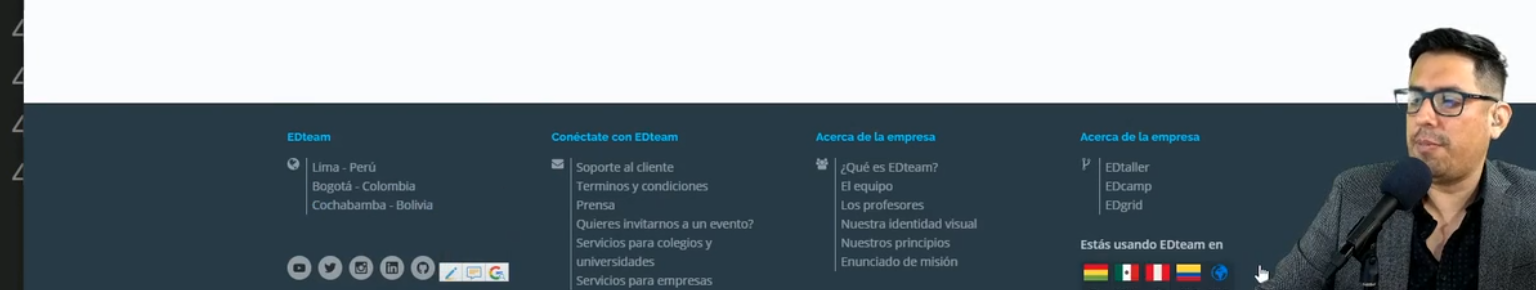 EDteam
Lima - Perú
Bogotá - Colombia
Cochabamba - Bolivia
Conéctate con EDteam
Soporte al cliente
Terminos y condiciones
Prensa
Quieres invitarnos a un evento?
Servicios para colegios y
universidades
Servicios para empresas
Acerca de la empresa
¿Qué es EDteam?
El equipo
Los profesores
Nuestra identidad visual
Nuestros principios
Enunciado de misión
Acerca de la empresa
EDtaller
EDcamp
EDgrid
Estás usando EDteam en